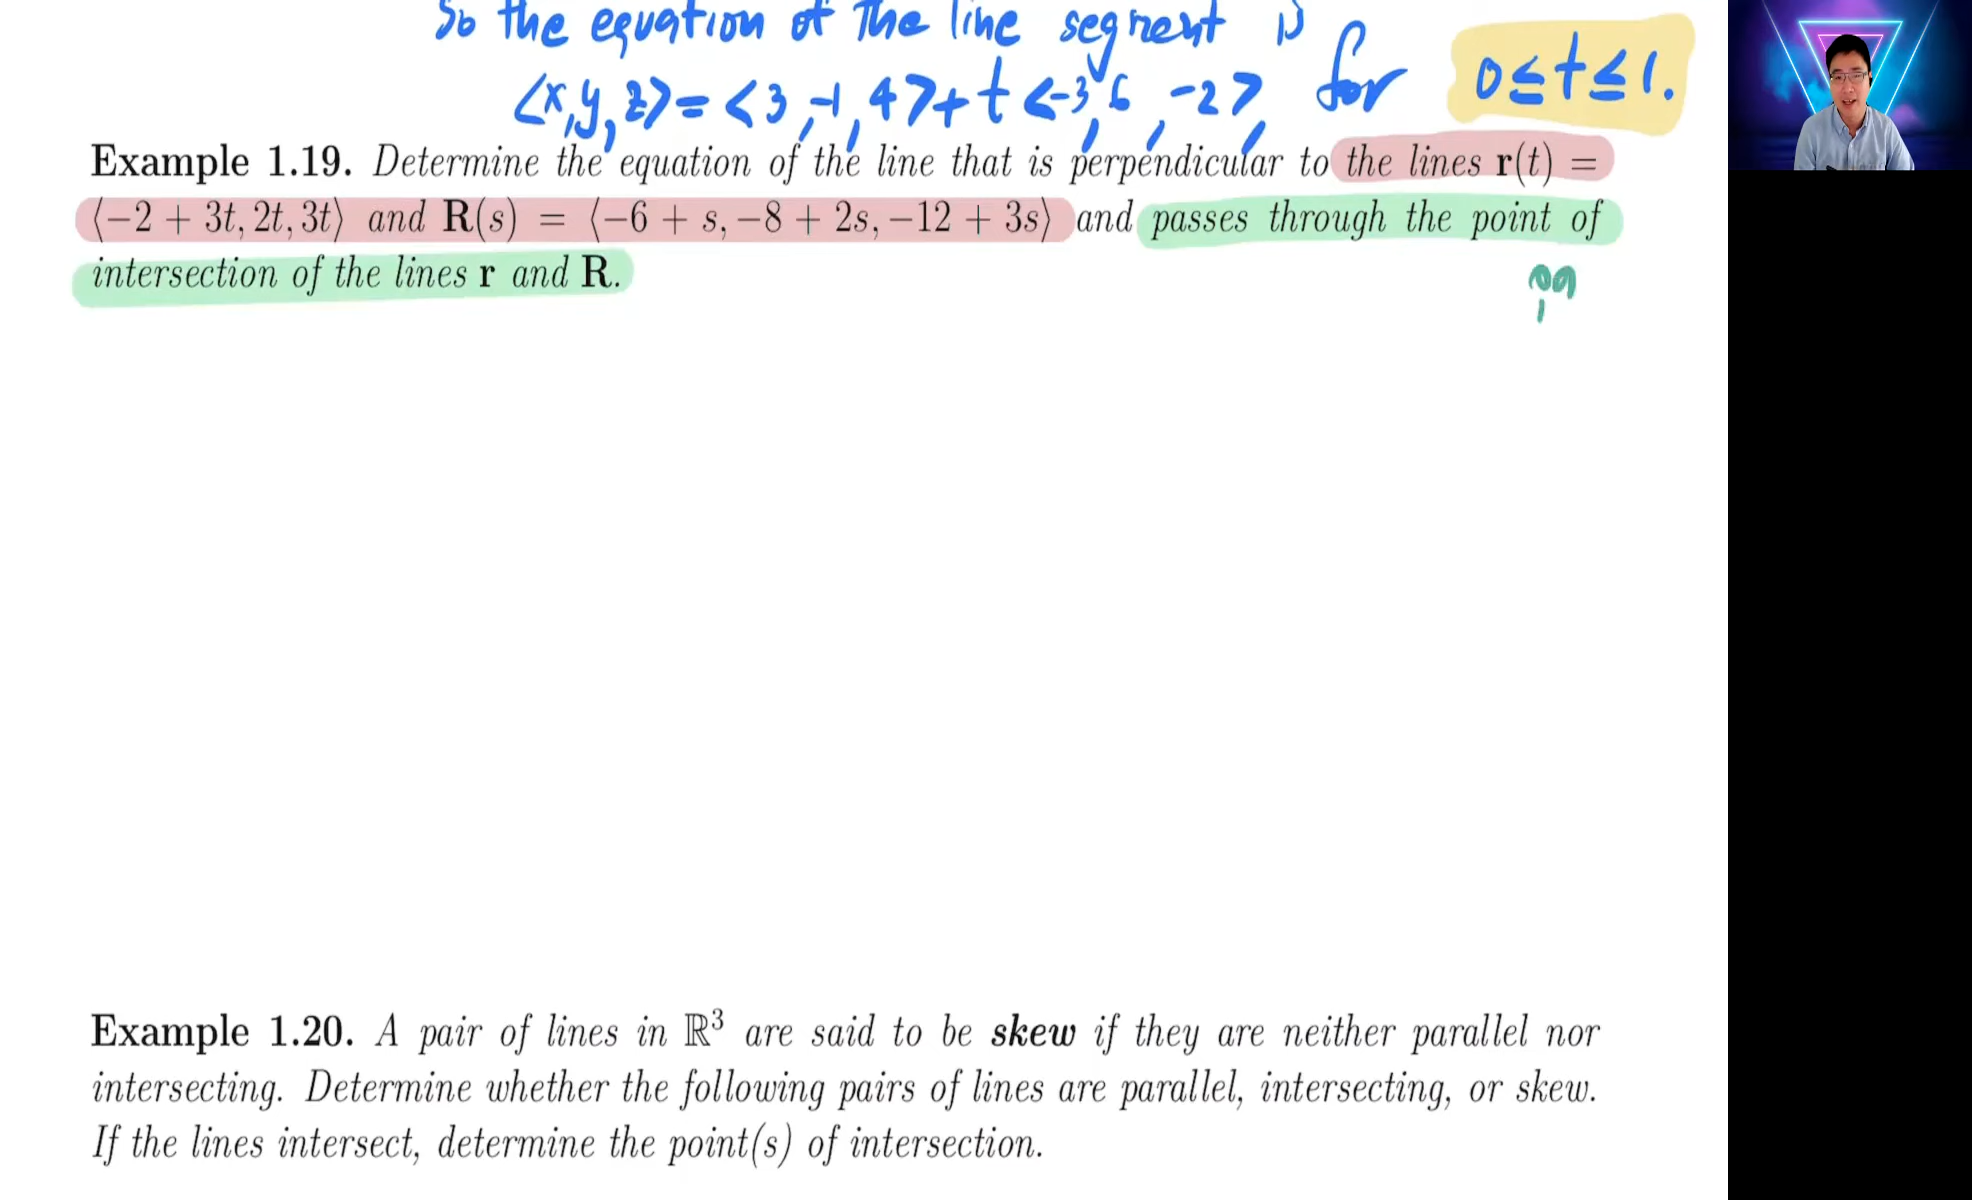 So the equation of the line segment is
<x,y,z>=<3,-1,4>+t<-3,6,-2>, for 0≤t≤1.
Example 1.19. Determine the equation of the line that is perpendicular to the lines r(t) =
⟨−2 + 3t, 2t, 3t⟩ and R(s) = ⟨−6 + s, −8 + 2s, −12 + 3s⟩ and passes through the point of
intersection of the lines r and R.
Example 1.20. A pair of lines in ℝ³ are said to be skew if they are neither parallel nor
intersecting. Determine whether the following pairs of lines are parallel, intersecting, or skew.
If the lines intersect, determine the point(s) of intersection.